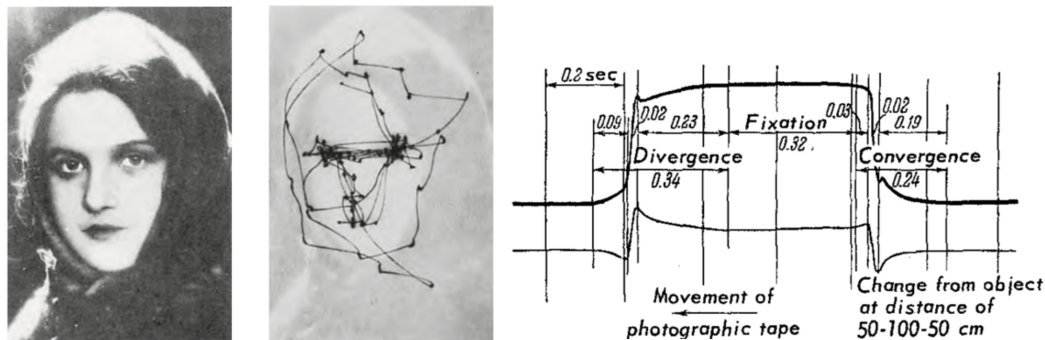 0.2 sec
0.09
0.02
0.23
Fixation
0.32
0.03
0.02
0.19
Divergence
0.34
Convergence
0.24
Movement of
photographic tape
Change from object
at distance of
50-100-50 cm